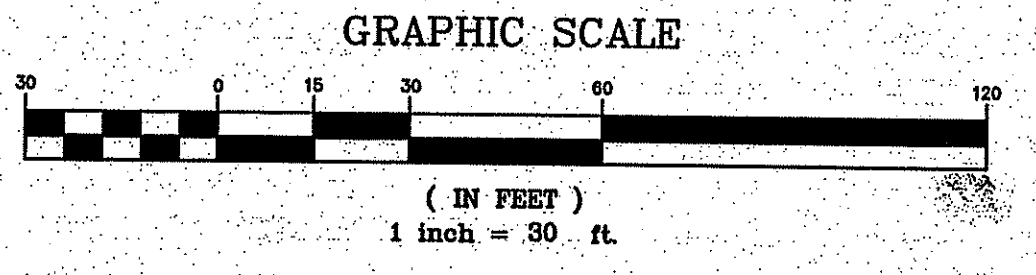 GRAPHIC SCALE
30 0 15 30 60 120
( IN FEET )
1 inch = 30 ft.